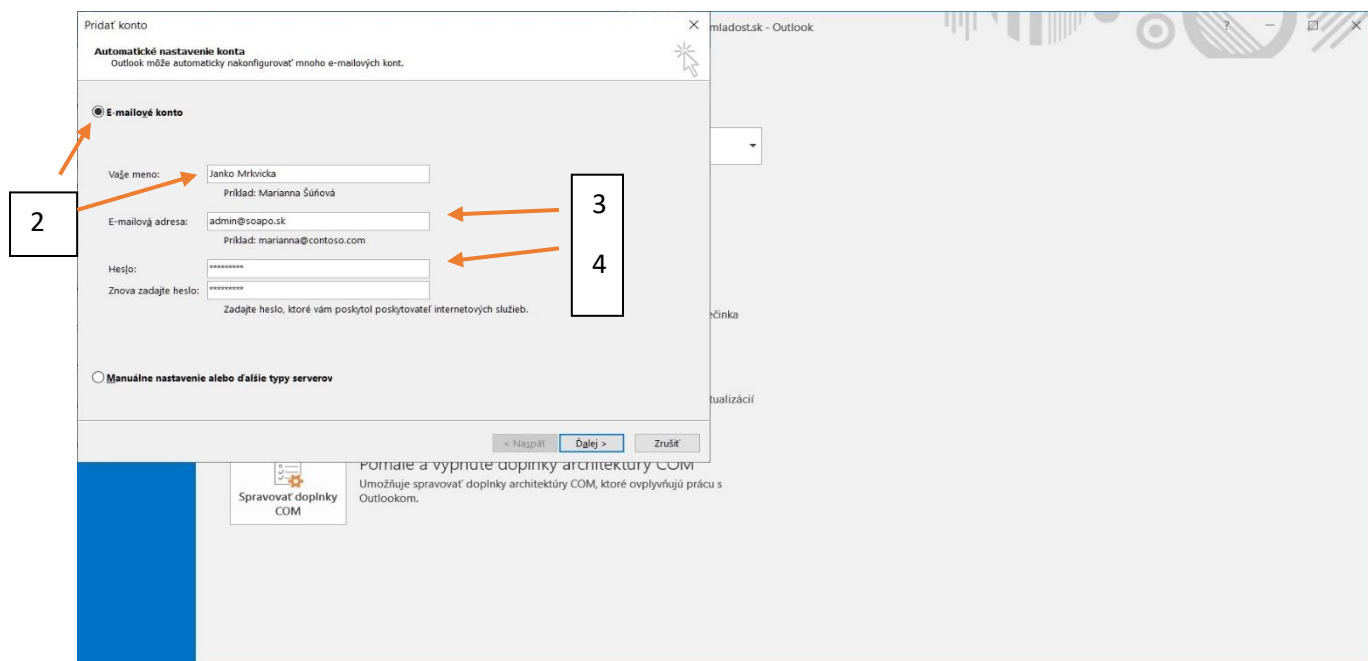 Pridať konto
mladost.sk - Outlook
?
Automatické nastavenie konta
Outlook môže automaticky nakonfigurovať mnoho e-mailových kont.
E-mailové konto
Vaše meno: Janko Mrkvicka
Príklad: Marianna Šúňová
2
3
E-mailová adresa: admin@soapo.sk
Príklad: marianna@contoso.com
4
Heslo: *********
Znova zadajte heslo: *********
Zadajte heslo, ktoré vám poskytol poskytovateľ internetových služieb.
ečinka
Manuálne nastavenie alebo ďalšie typy serverov
tualizácií
< Naspäť Ďalej > Zrušiť
Pomalé a vypnuté doplnky architektúry COM
Umožňuje spravovať doplnky architektúry COM, ktoré ovplyvňujú prácu s
Outlookom.
Spravovať doplnky
COM